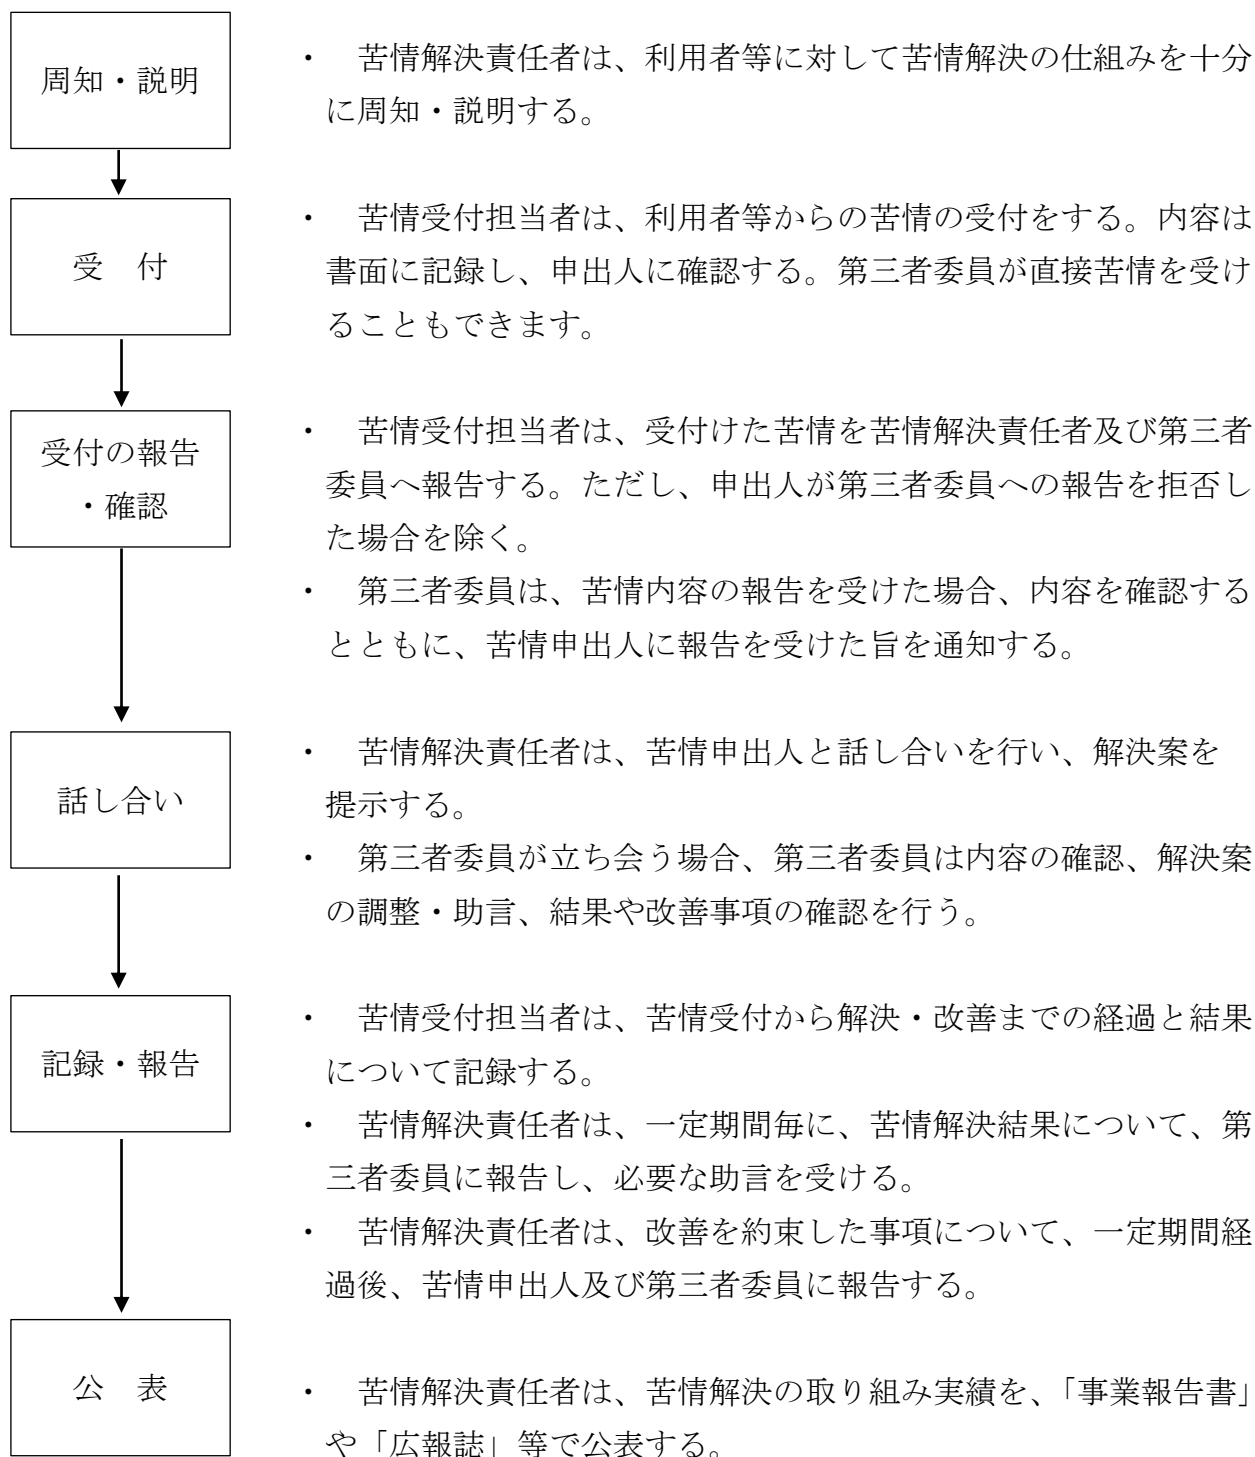 周知・説明
・　苦情解決責任者は、利用者等に対して苦情解決の仕組みを十分
に周知・説明する。
受　付
・　苦情受付担当者は、利用者等からの苦情の受付をする。内容は
書面に記録し、申出人に確認する。第三者委員が直接苦情を受け
ることもできます。
受付の報告
・確認
・　苦情受付担当者は、受付けた苦情を苦情解決責任者及び第三者
委員へ報告する。ただし、申出人が第三者委員への報告を拒否し
た場合を除く。
・　第三者委員は、苦情内容の報告を受けた場合、内容を確認する
とともに、苦情申出人に報告を受けた旨を通知する。
話し合い
・　苦情解決責任者は、苦情申出人と話し合いを行い、解決案を
提示する。
・　第三者委員が立ち会う場合、第三者委員は内容の確認、解決案
の調整・助言、結果や改善事項の確認を行う。
記録・報告
・　苦情受付担当者は、苦情受付から解決・改善までの経過と結果
について記録する。
・　苦情解決責任者は、一定期間毎に、苦情解決結果について、第
三者委員に報告し、必要な助言を受ける。
・　苦情解決責任者は、改善を約束した事項について、一定期間経
過後、苦情申出人及び第三者委員に報告する。
公　表
・　苦情解決責任者は、苦情解決の取り組み実績を、「事業報告書」
や「広報誌」等で公表する。